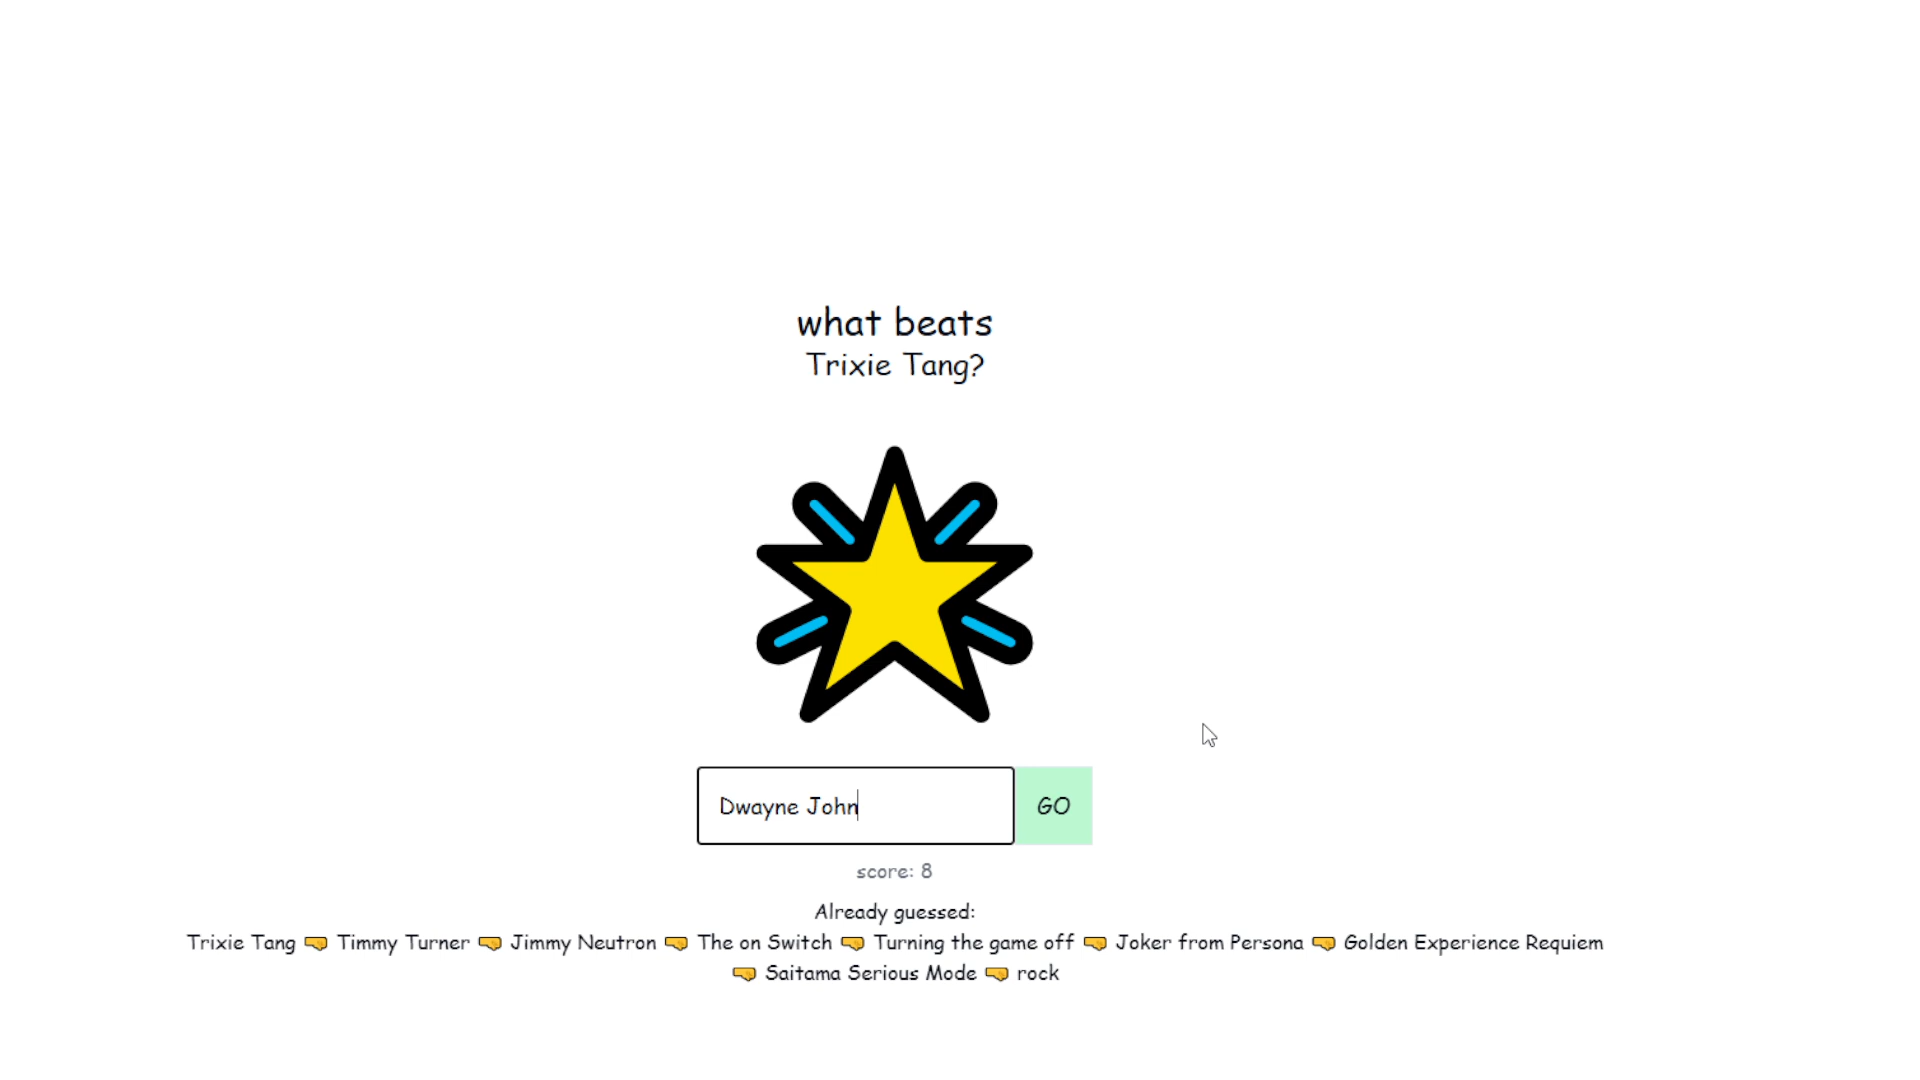 what beats
Trixie Tang?
Dwayne John
GO
score: 8
Already guessed:
Trixie Tang 🤜 Timmy Turner 🤜 Jimmy Neutron 🤜 The on Switch 🤜 Turning the game off 🤜 Joker from Persona 🤜 Golden Experience Requiem
🤜 Saitama Serious Mode 🤜 rock